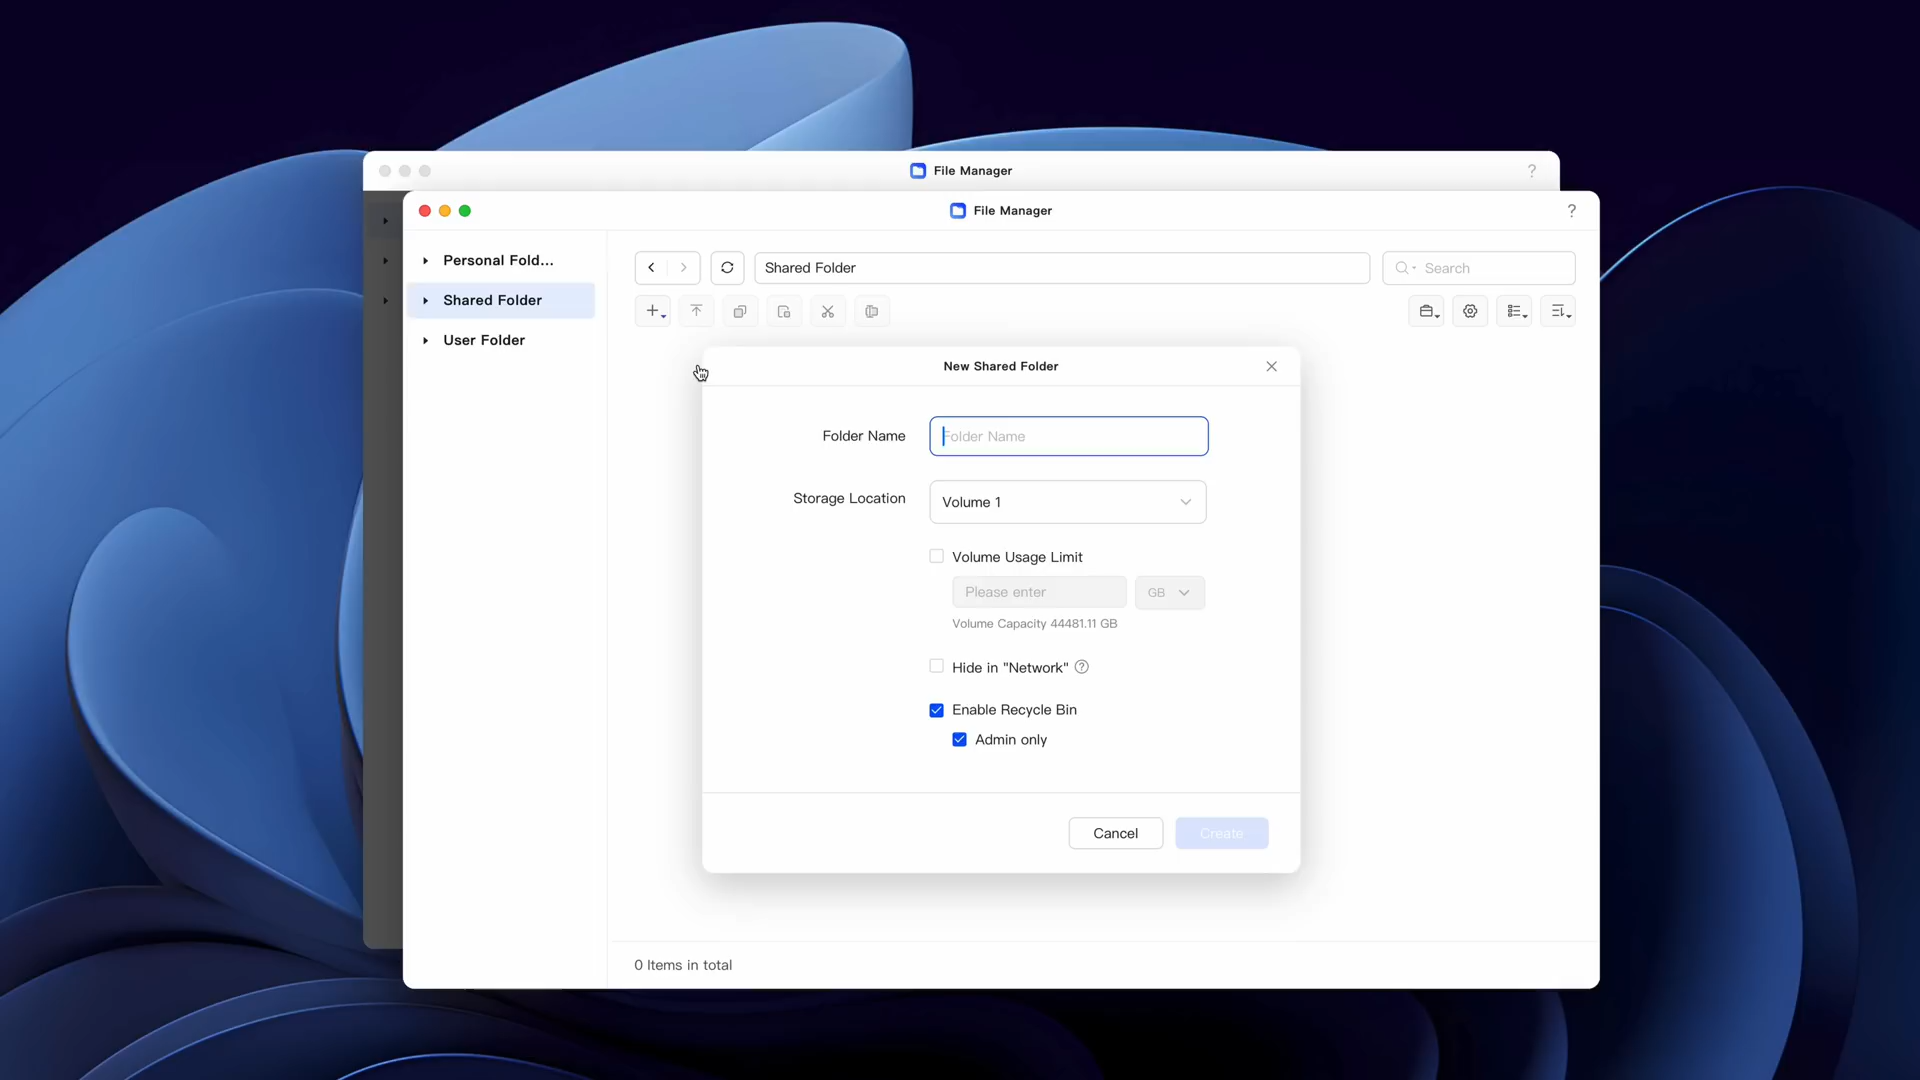 File Manager
?
File Manager
?
Personal Fold...
Shared Folder
User Folder
Shared Folder
Search
New Shared Folder
Folder Name
Folder Name
Storage Location
Volume 1
Volume Usage Limit
Please enter
GB
Volume Capacity 44481.11 GB
Hide in "Network" ?
Enable Recycle Bin
Admin only
Cancel
Create
0 Items in total